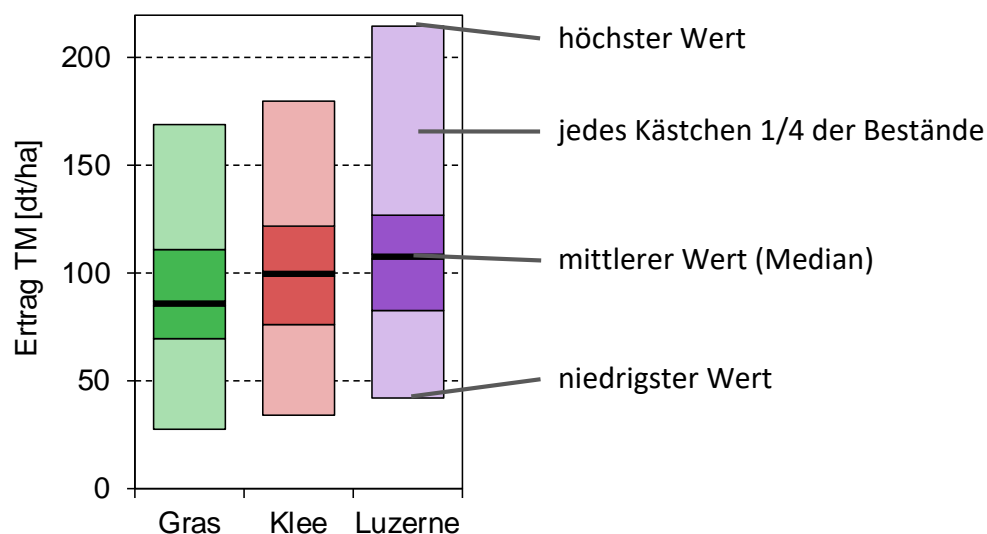 Ertrag TM [dt/ha]
200
150
100
50
0
Gras
Klee
Luzerne
höchster Wert
jedes Kästchen 1/4 der Bestände
mittlerer Wert (Median)
niedrigster Wert